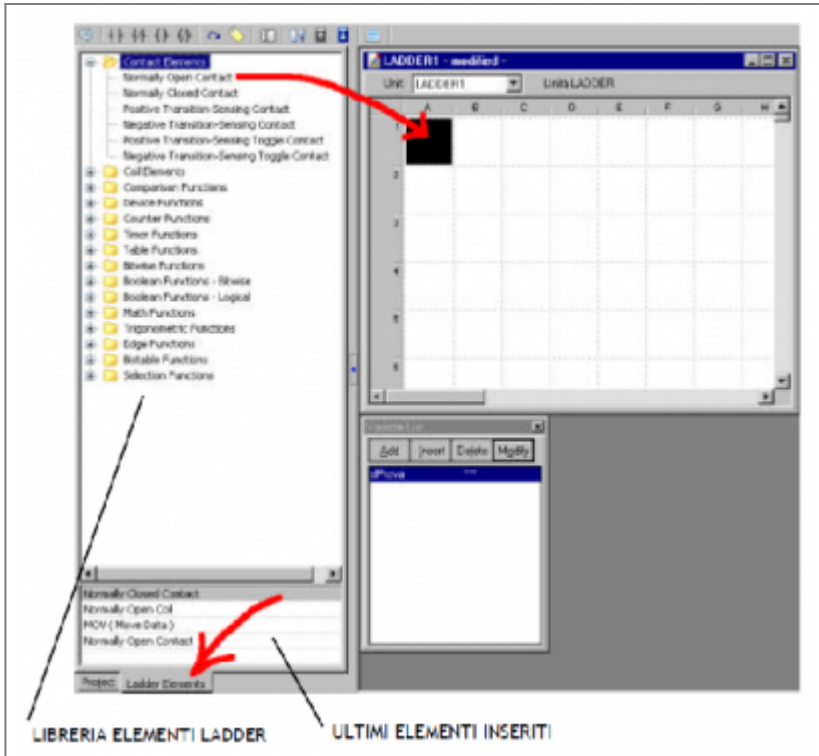 Contact Elements
Normally Open Contact
Normally Closed Contact
Positive Transition-Sensing Contact
Negative Transition-Sensing Contact
Positive Transition-Sensing Toggle Contact
Negative Transition-Sensing Toggle Contact
Coil Elements
Comparison Functions
Device Functions
Counter Functions
Timer Functions
Table Functions
Bitwise Functions
Boolean Functions - Bitwise
Boolean Functions - Logical
Math Functions
Trigonometric Functions
Edge Functions
Bistable Functions
Selection Functions
LADDER1 - modified -
Unit LADDER1 UnitsLADDER
A B C D E F G H
1
2
3
4
5
6
Variable List
Add Insert Delete Modify
Prova
Normally Closed Contact
Normally Open Coil
MOV ( Move Data )
Normally Open Contact
Project Ladder Elements
LIBRERIA ELEMENTI LADDER
ULTIMI ELEMENTI INSERITI